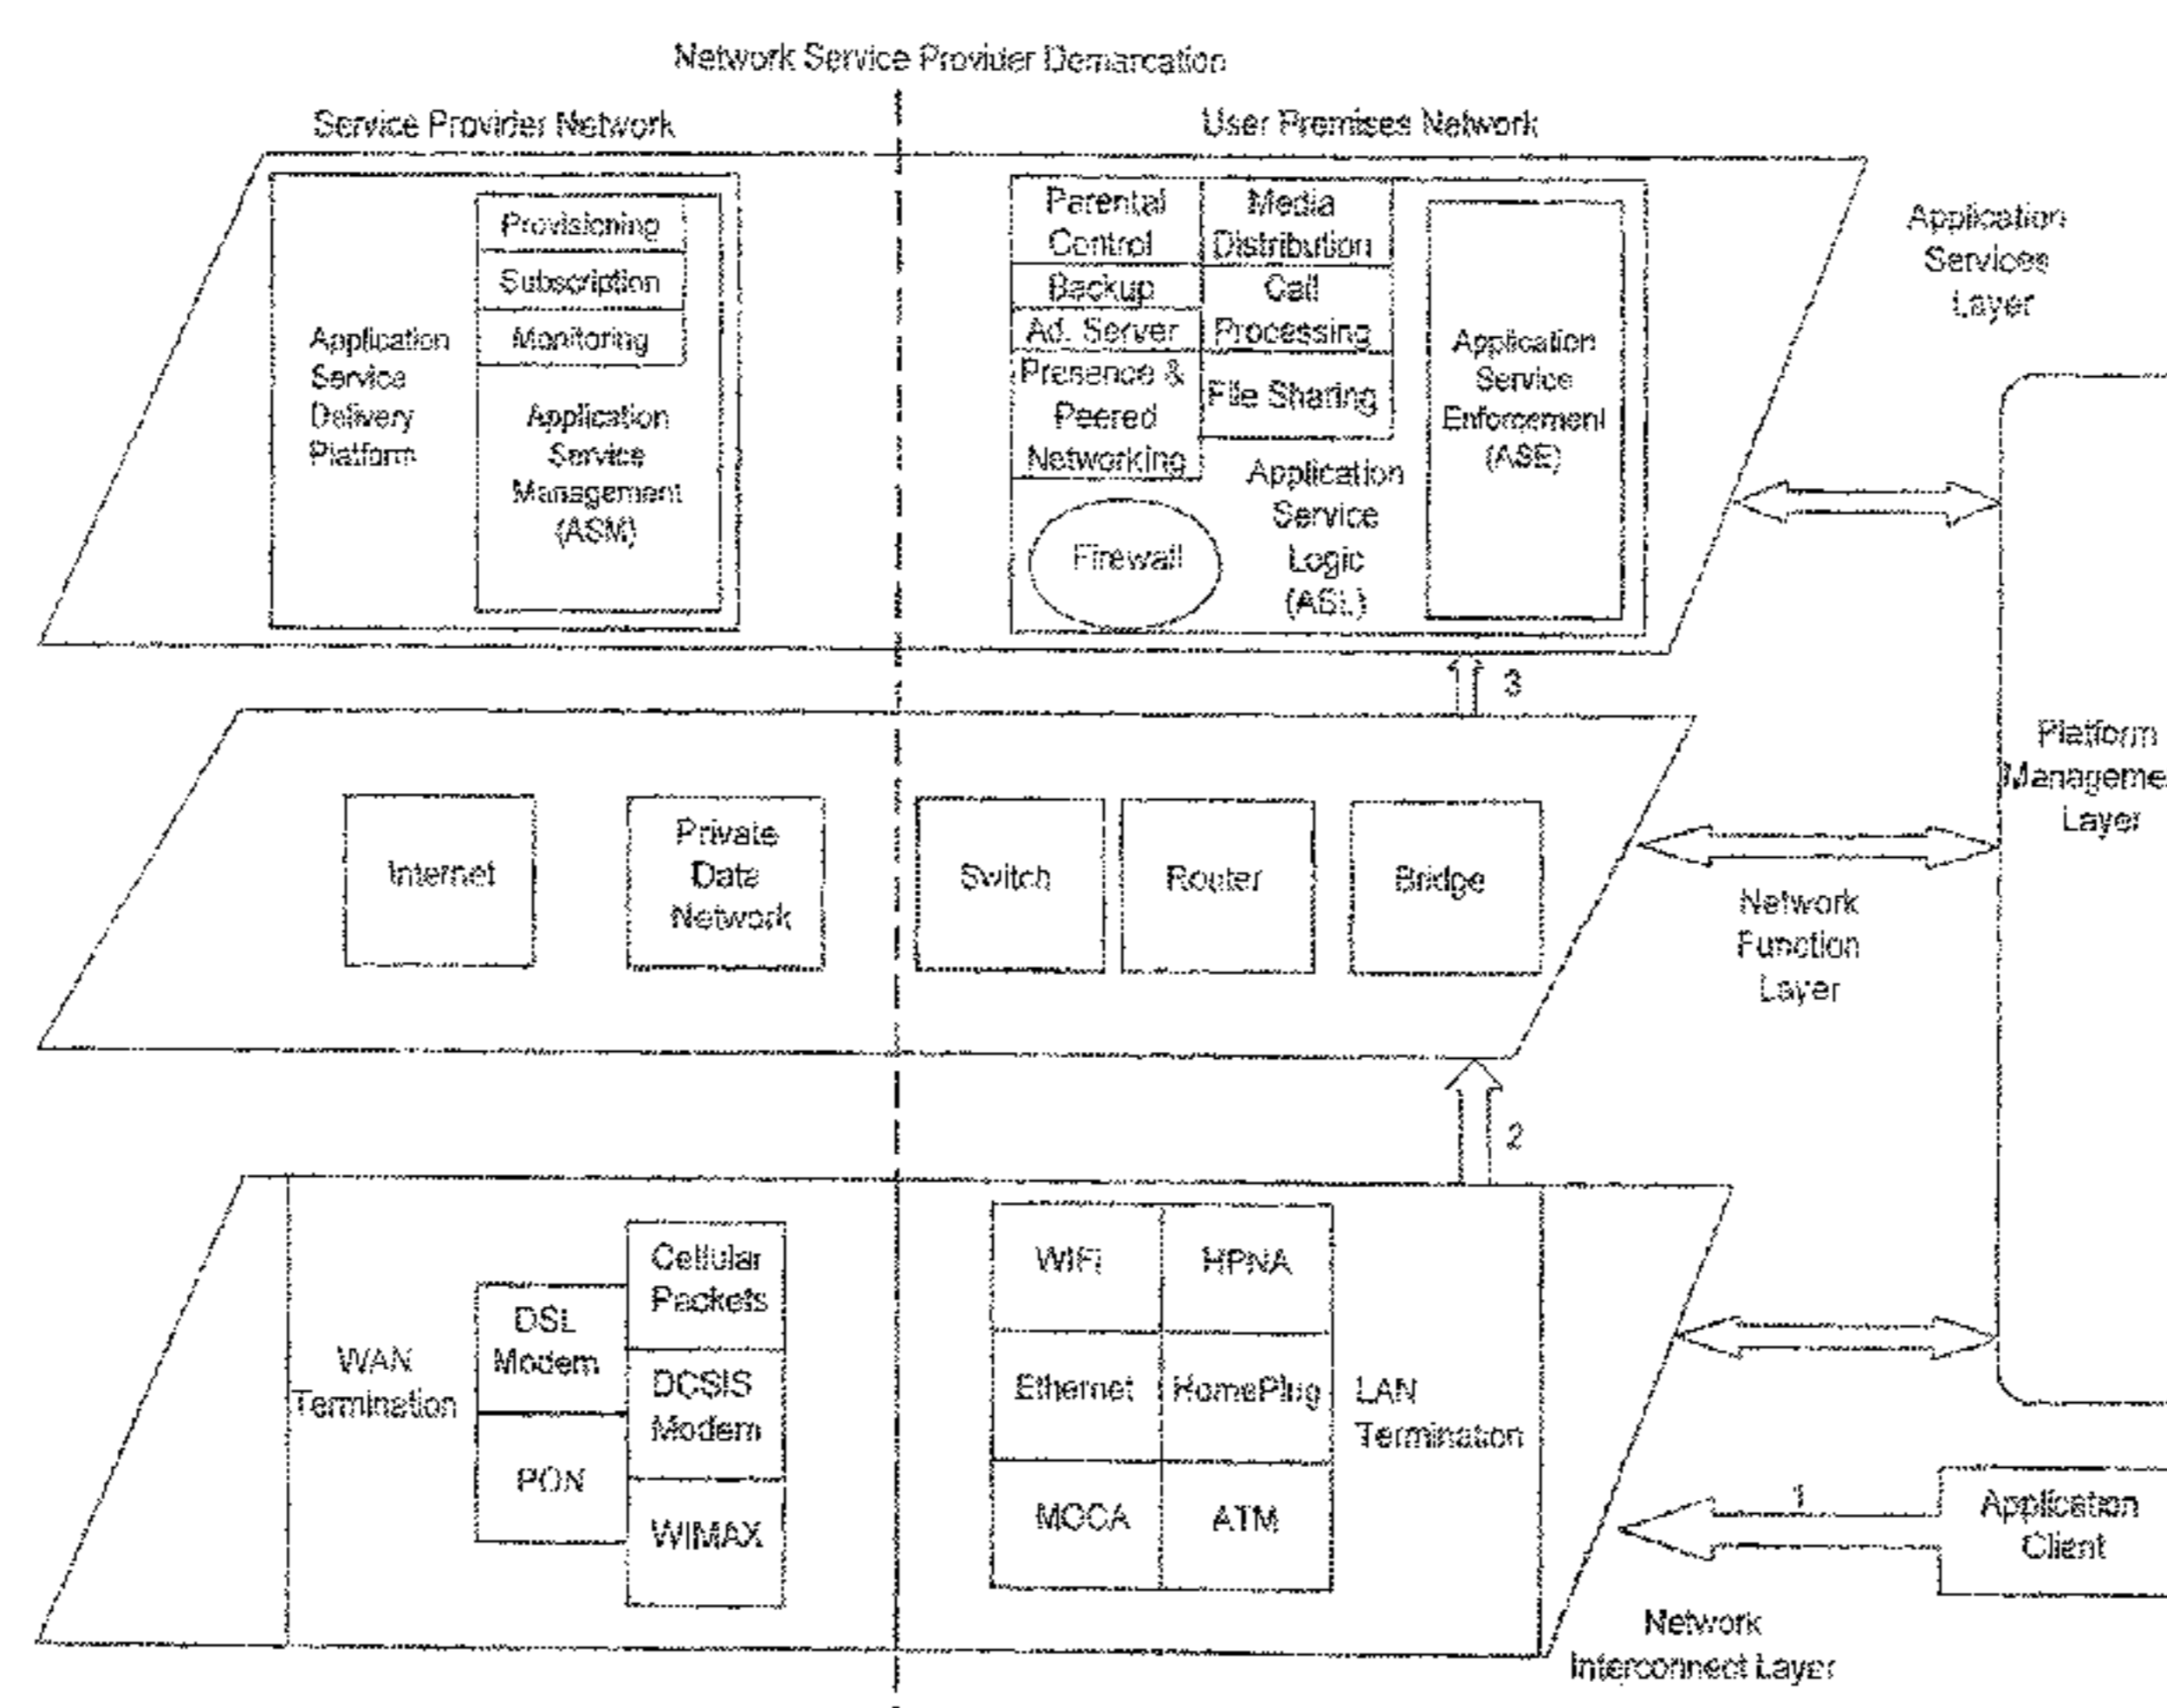 Network Service Provider Demarcation
Service Provider Network
User Premises Network
Provisioning
Subscription
Monitoring
Application
Service
Delivery
Platform
Application
Service
Management
(ASM)
Parental
Control
Backup
Ad. Server
Presence &
Peered
Networking
Media
Distribution
Call
Processing
File Sharing
Firewall
Application
Service
Logic
(ASL)
Application
Service
Enforcement
(ASE)
Application
Services
Layer
3
Internet
Private
Data
Network
Switch
Router
Bridge
Network
Function
Layer
Platform
Manageme
Layer
2
WAN
Termination
DSL
Modem
PON
Cellular
Packets
DCSIS
Modem
WIMAX
WIFI
HPNA
Ethernet
HomePlug
MOCA
ATM
LAN
Termination
1
Application
Client
Network
Interconnect Layer